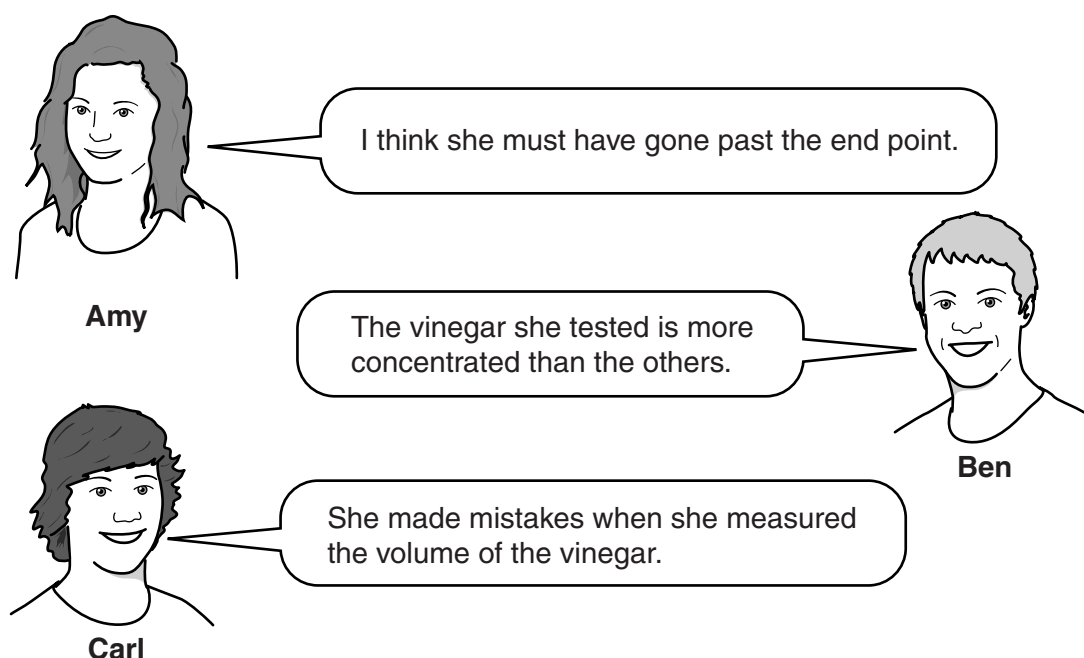 I think she must have gone past the end point.
Amy
The vinegar she tested is more
concentrated than the others.
Ben
She made mistakes when she measured
the volume of the vinegar.
Carl